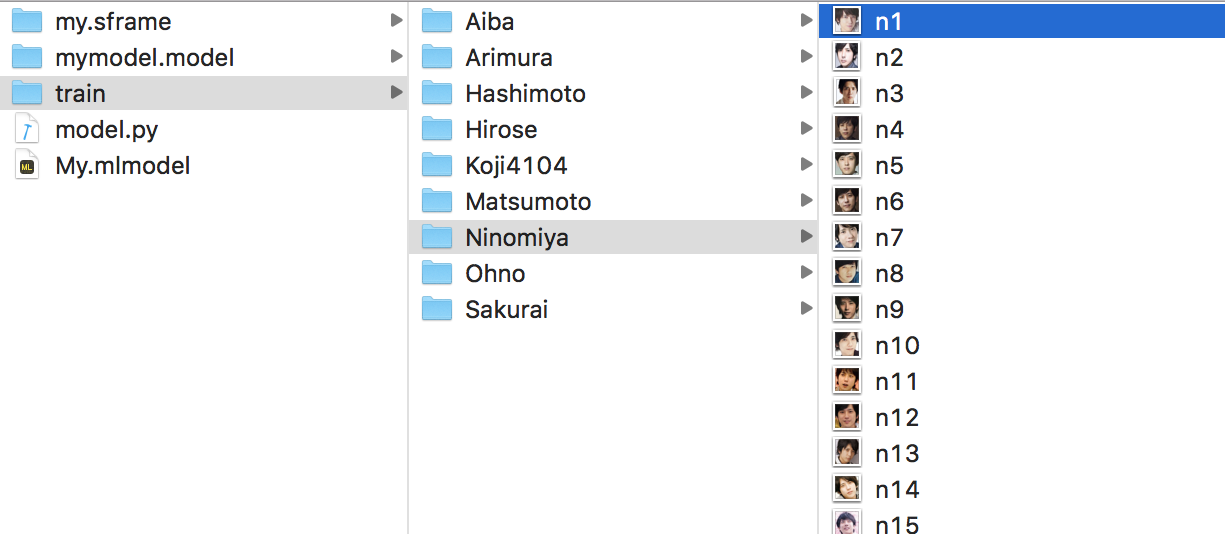 my.sframe
mymodel.model
train
model.py
My.mlmodel
Aiba
Arimura
Hashimoto
Hirose
Koji4104
Matsumoto
Ninomiya
Ohno
Sakurai
n1
n2
n3
n4
n5
n6
n7
n8
n9
n10
n11
n12
n13
n14
n15